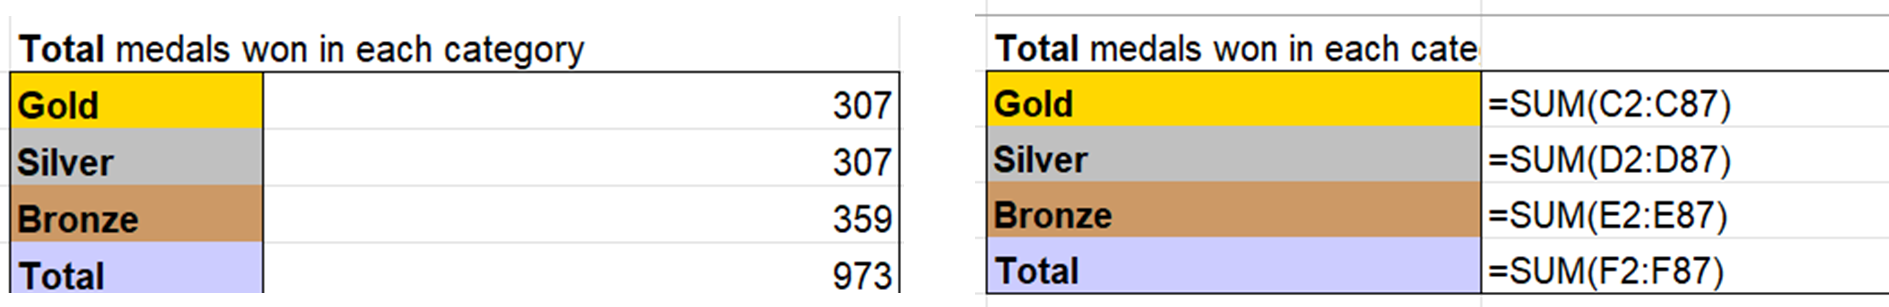 Total medals won in each category
Gold 307
Silver 307
Bronze 359
Total 973
Total medals won in each cate
Gold =SUM(C2:C87)
Silver =SUM(D2:D87)
Bronze =SUM(E2:E87)
Total =SUM(F2:F87)